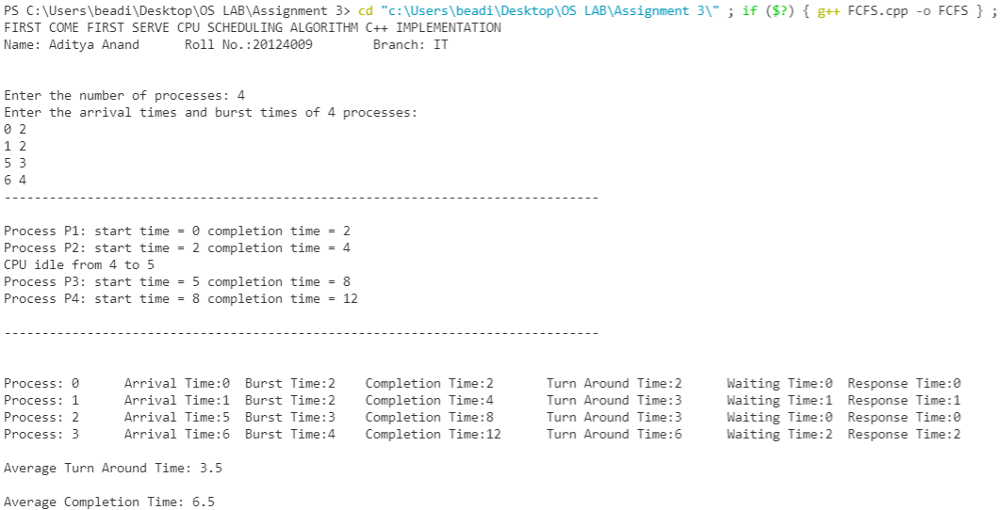 PS C:\Users\beadi\Desktop\OS LAB\Assignment 3> cd "c:\Users\beadi\Desktop\OS LAB\Assignment 3\" ; if ($?) { g++ FCFS.cpp -o FCFS } ;
FIRST COME FIRST SERVE CPU SCHEDULING ALGORITHM C++ IMPLEMENTATION
Name: Aditya Anand      Roll No.:20124009        Branch: IT
Enter the number of processes: 4
Enter the arrival times and burst times of 4 processes:
0 2
1 2
5 3
6 4
-------------------------------------------------------------------------------
Process P1: start time = 0 completion time = 2
Process P2: start time = 2 completion time = 4
CPU idle from 4 to 5
Process P3: start time = 5 completion time = 8
Process P4: start time = 8 completion time = 12
-------------------------------------------------------------------------------
Process: 0      Arrival Time:0  Burst Time:2    Completion Time:2       Turn Around Time:2      Waiting Time:0  Response Time:0
Process: 1      Arrival Time:1  Burst Time:2    Completion Time:4       Turn Around Time:3      Waiting Time:1  Response Time:1
Process: 2      Arrival Time:5  Burst Time:3    Completion Time:8       Turn Around Time:3      Waiting Time:0  Response Time:0
Process: 3      Arrival Time:6  Burst Time:4    Completion Time:12      Turn Around Time:6      Waiting Time:2  Response Time:2
Average Turn Around Time: 3.5
Average Completion Time: 6.5